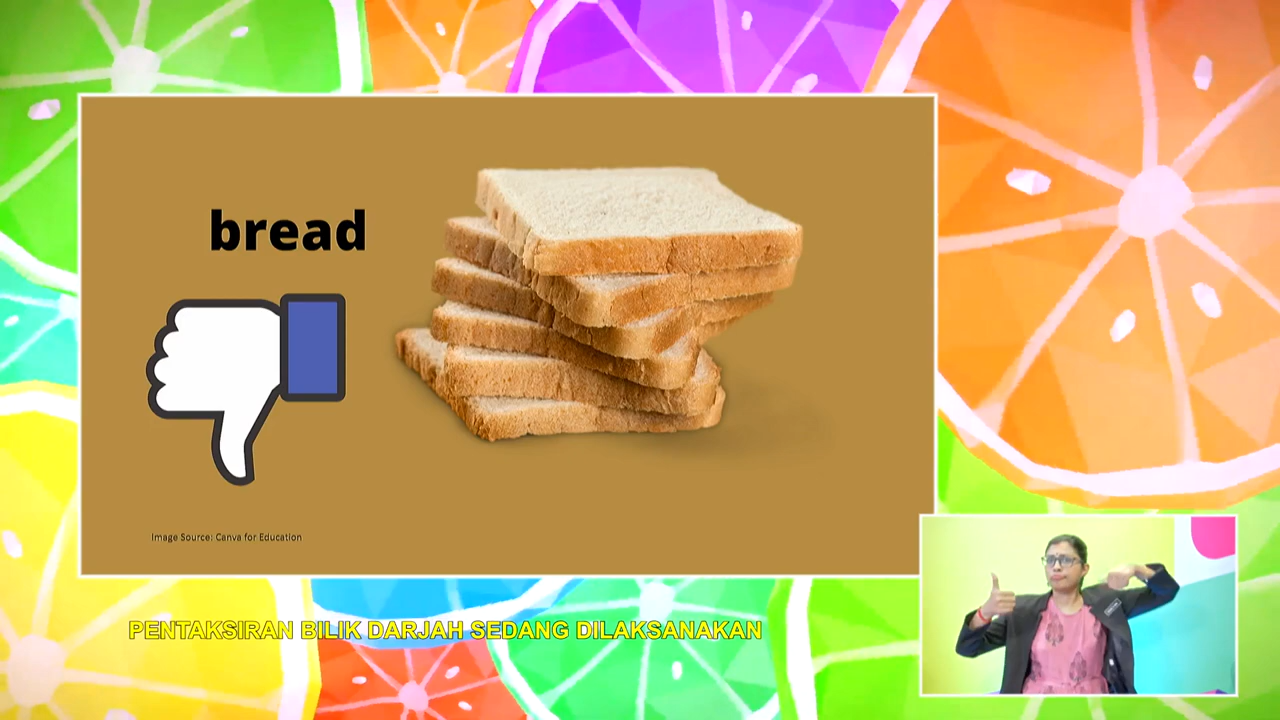 bread
Image Source: Canva for Education
PENTAKSIRAN BILIK DARJAH SEDANG DILAKSANAKAN